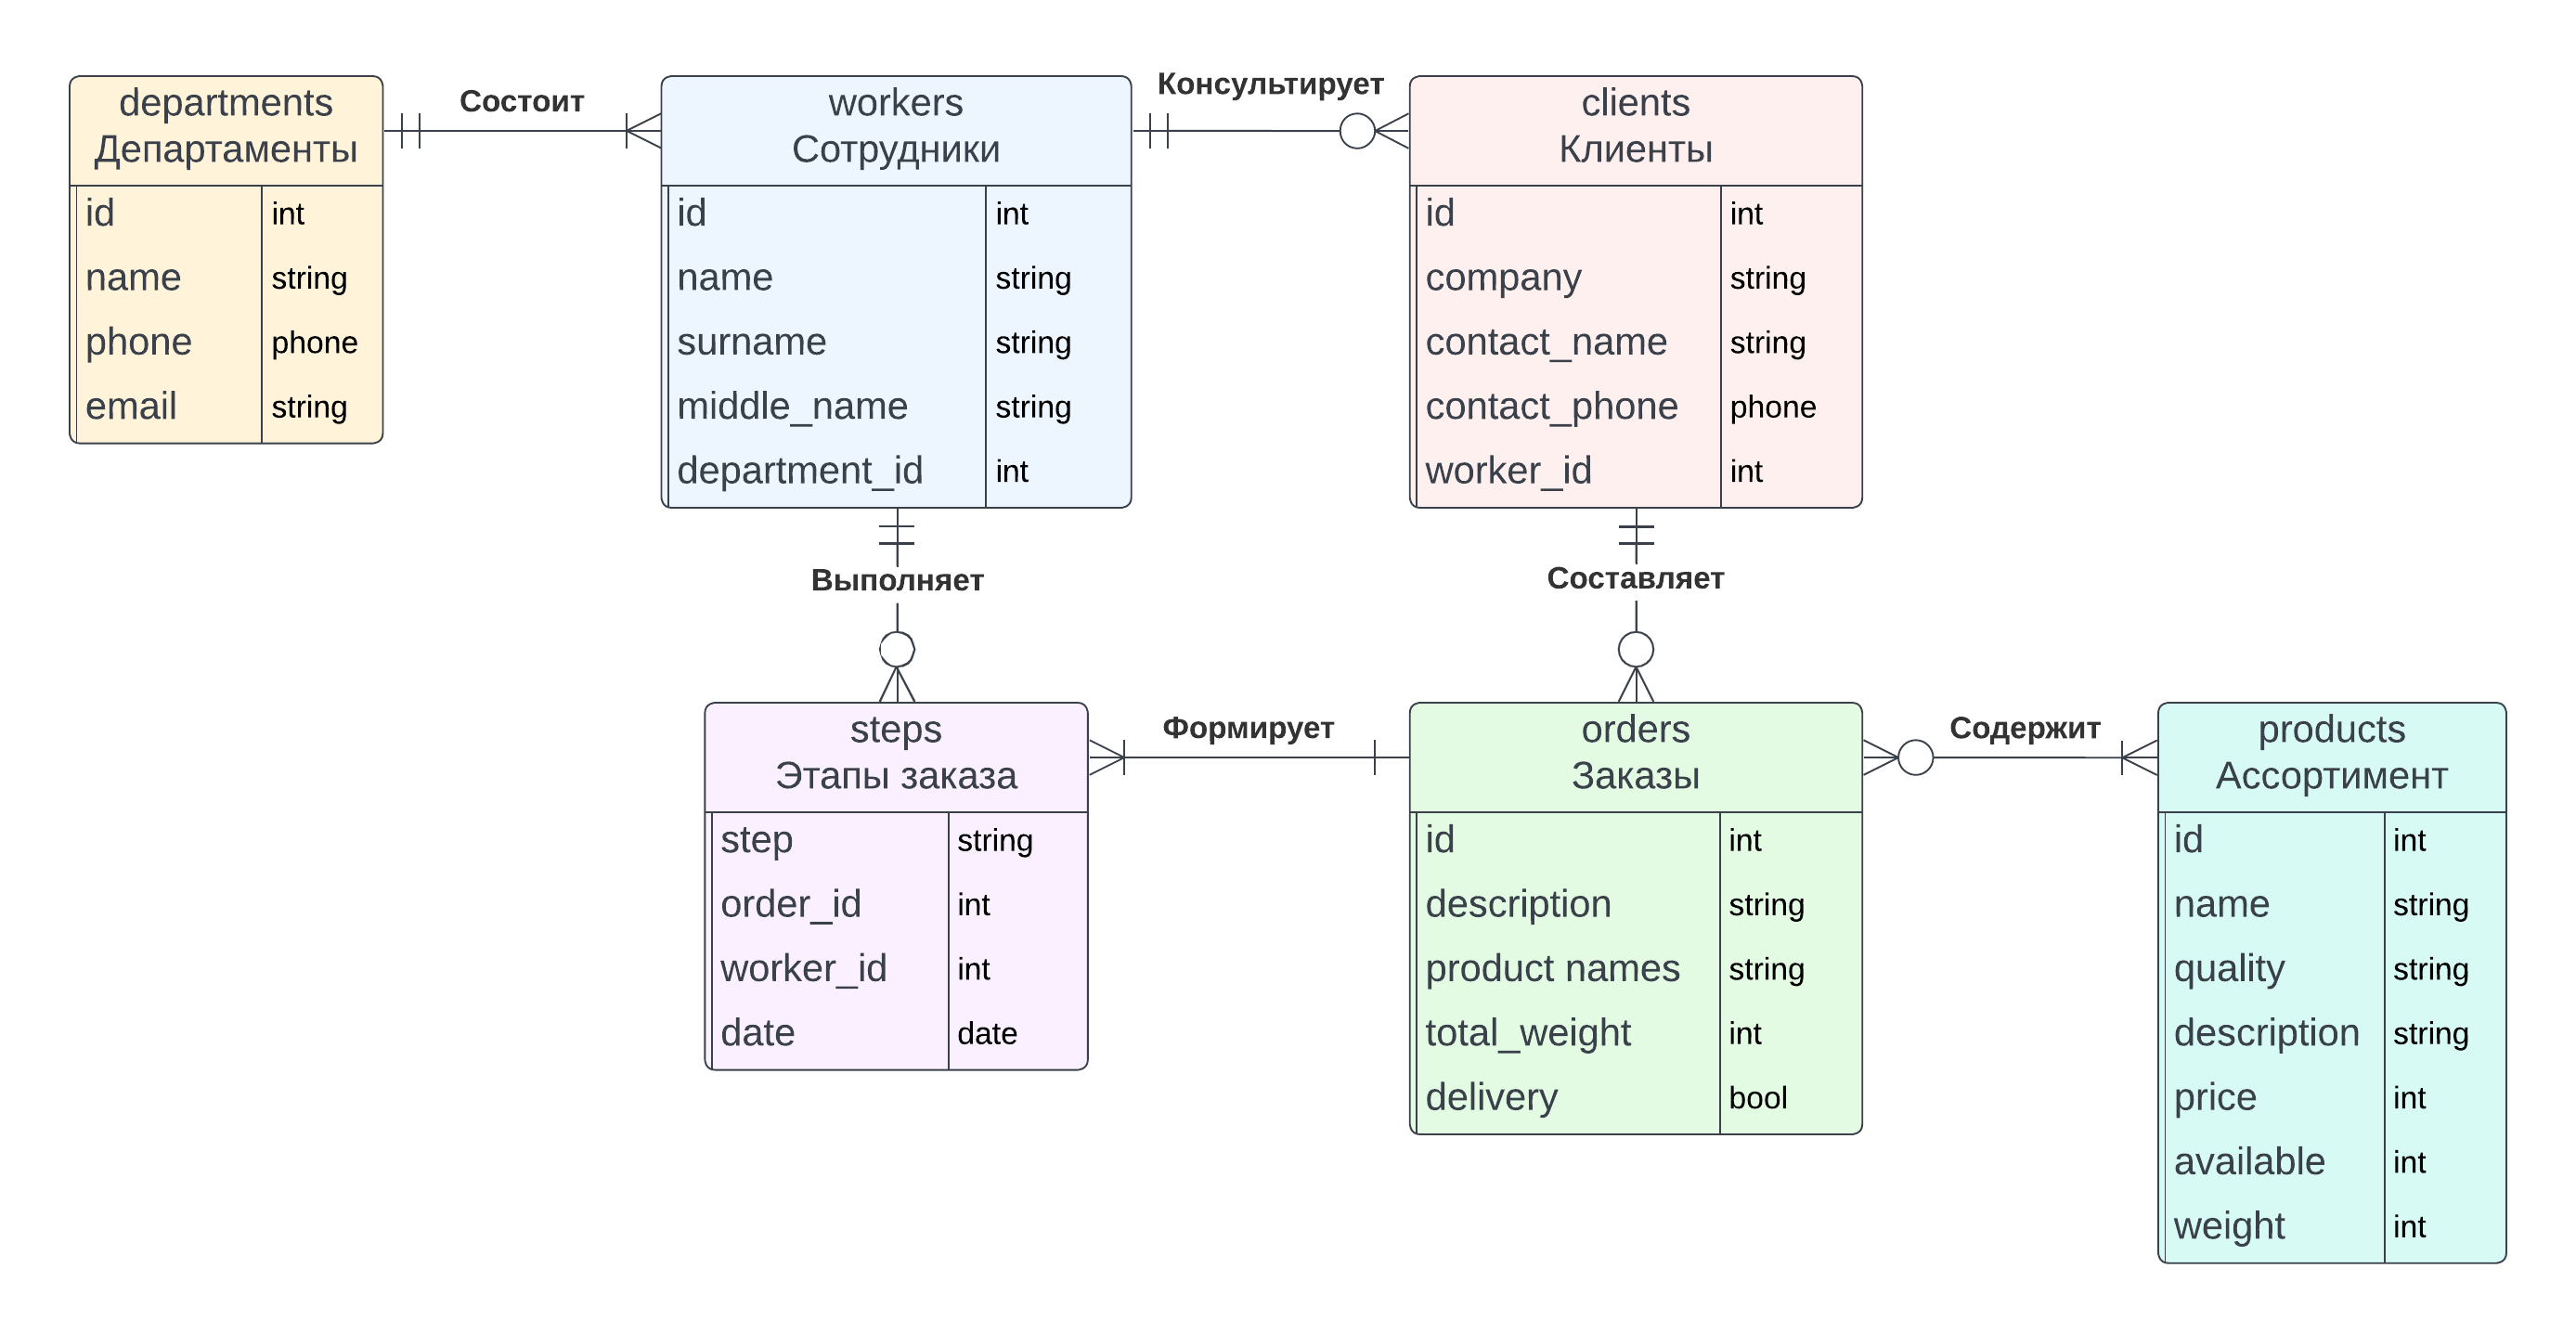 departments
Департаменты
id int
name string
phone phone
email string
Состоит
workers
Сотрудники
id int
name string
surname string
middle_name string
department_id int
Консультирует
clients
Клиенты
id int
company string
contact_name string
contact_phone phone
worker_id int
Выполняет
Составляет
steps
Этапы заказа
step string
order_id int
worker_id int
date date
Формирует
orders
Заказы
id int
description string
product names string
total_weight int
delivery bool
Содержит
products
Ассортимент
id int
name string
quality string
description string
price int
available int
weight int